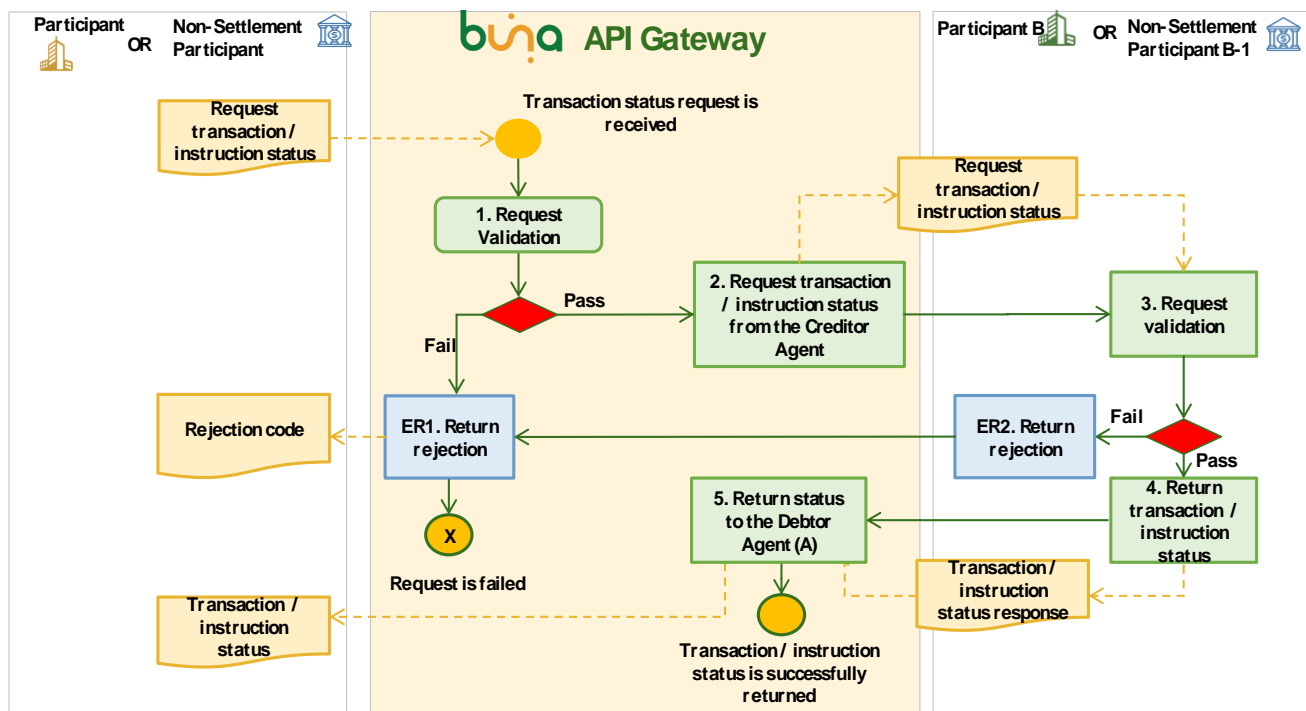 Participant
OR
Non-Settlement
Participant
buna API Gateway
Participant B
OR
Non-Settlement
Participant B-1
Request
transaction /
instruction status
Transaction status request is
received
Request
transaction /
instruction status
1. Request
Validation
2. Request transaction
/ instruction status
from the Creditor
Agent
3. Request
validation
Pass
Fail
Rejection code
ER1. Return
rejection
ER2. Return
rejection
Fail
Pass
X
Request is failed
5. Return status
to the Debtor
Agent (A)
4. Return
transaction /
instruction
status
Transaction /
instruction
status
Transaction /
instruction
status response
Transaction / instruction
status is successfully
returned